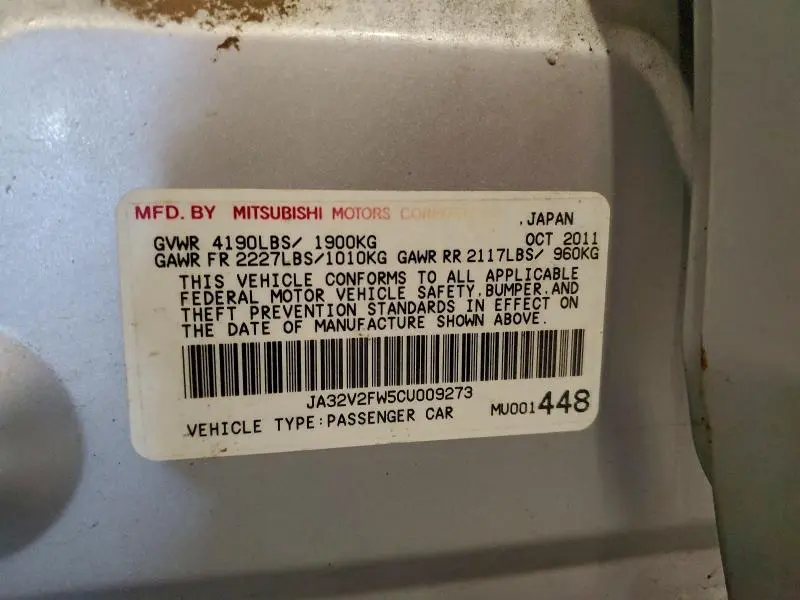 MFD. BY MITSUBISHI MOTORS CORPORATION ,JAPAN
GVWR 4190LBS/ 1900KG OCT 2011
GAWR FR 2227LBS/1010KG GAWR RR 2117LBS/ 960KG
THIS VEHICLE CONFORMS TO ALL APPLICABLE
FEDERAL MOTOR VEHICLE SAFETY,BUMPER,AND
THEFT PREVENTION STANDARDS IN EFFECT ON
THE DATE OF MANUFACTURE SHOWN ABOVE.
JA32V2FW5CU009273
VEHICLE TYPE:PASSENGER CAR MU001448